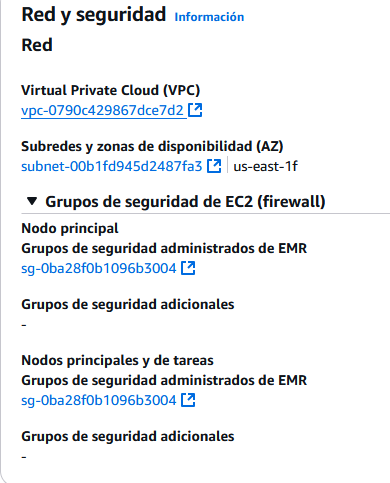 Red y seguridad Información
Red
Virtual Private Cloud (VPC)
vpc-0790c429867dce7d2
Subredes y zonas de disponibilidad (AZ)
subnet-00b1fd945d2487fa3 us-east-1f
Grupos de seguridad de EC2 (firewall)
Nodo principal
Grupos de seguridad administrados de EMR
sg-0ba28f0b1096b3004
Grupos de seguridad adicionales
-
Nodos principales y de tareas
Grupos de seguridad administrados de EMR
sg-0ba28f0b1096b3004
Grupos de seguridad adicionales
-